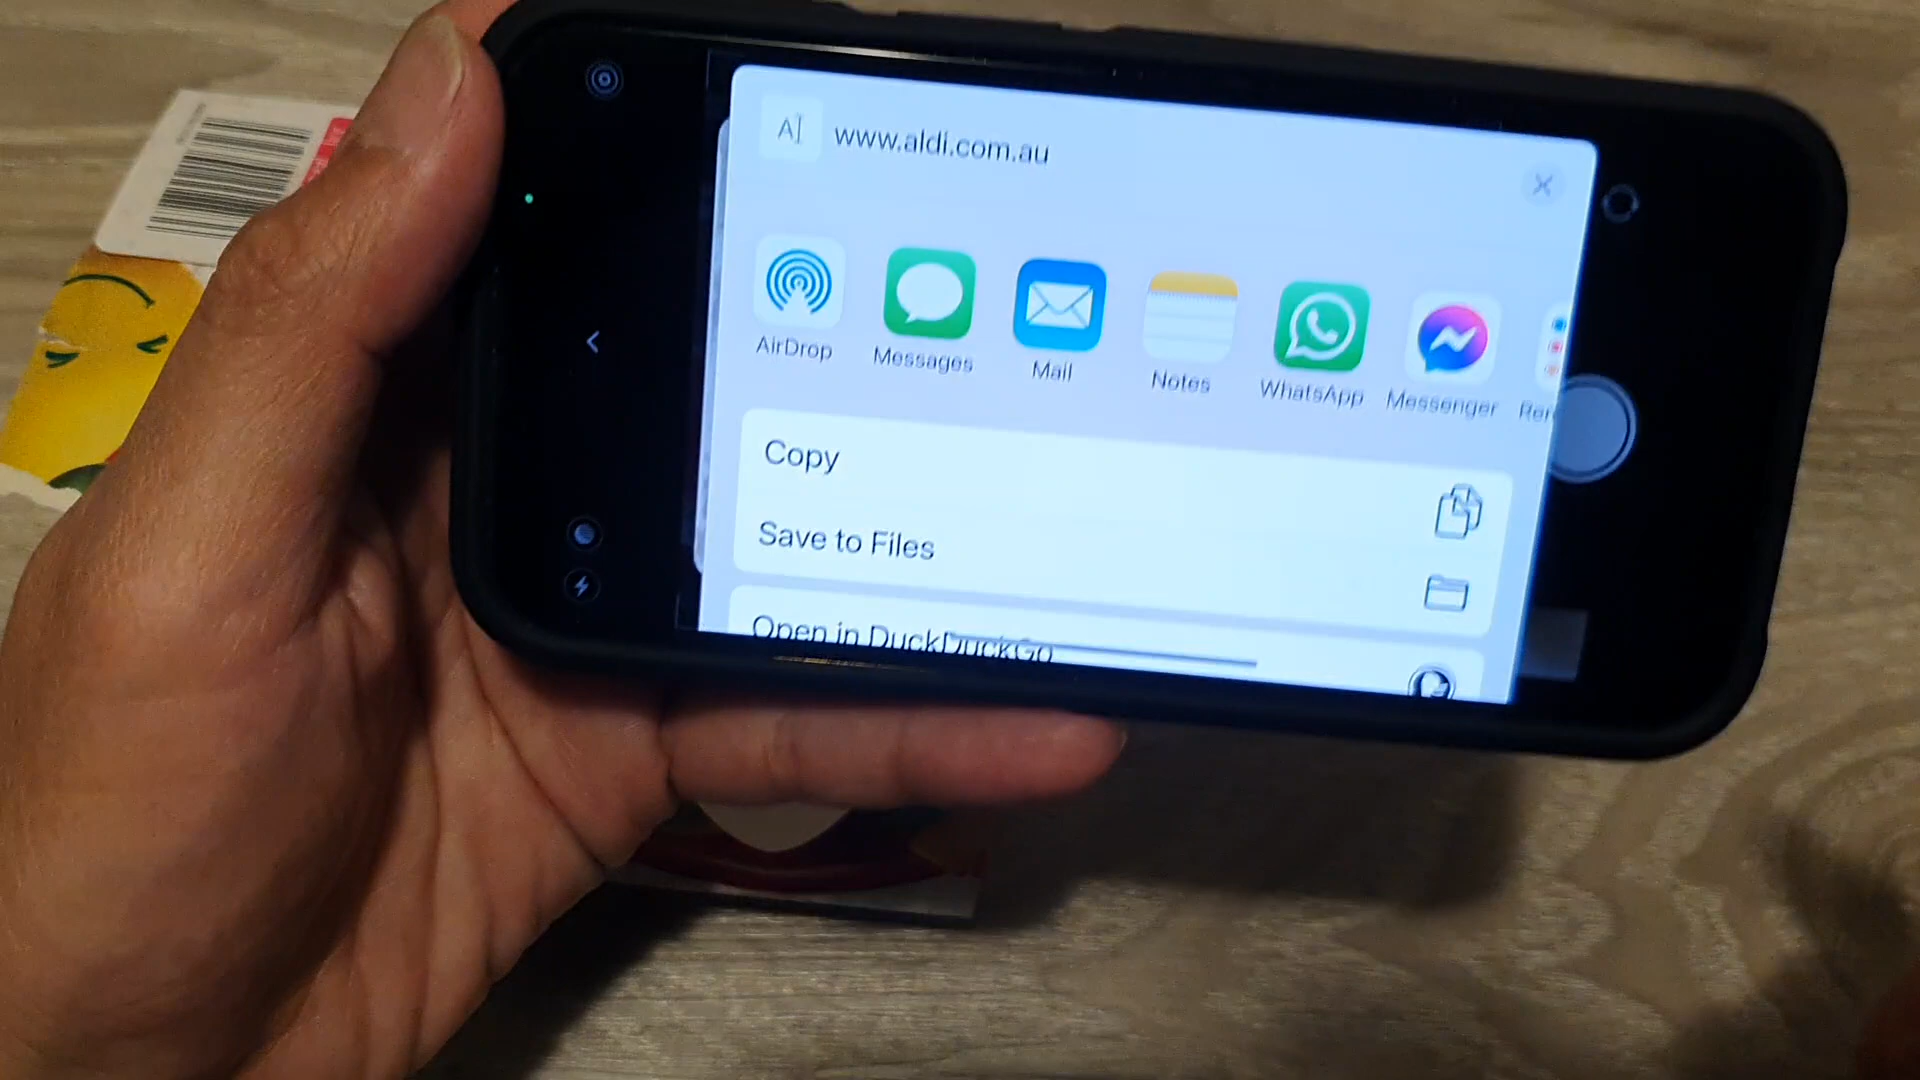 A]
www.aldi.com.au
AirDrop
Messages
Mail
Notes
WhatsApp
Messenger
Copy
Save to Files
Open in DuckDuckGo